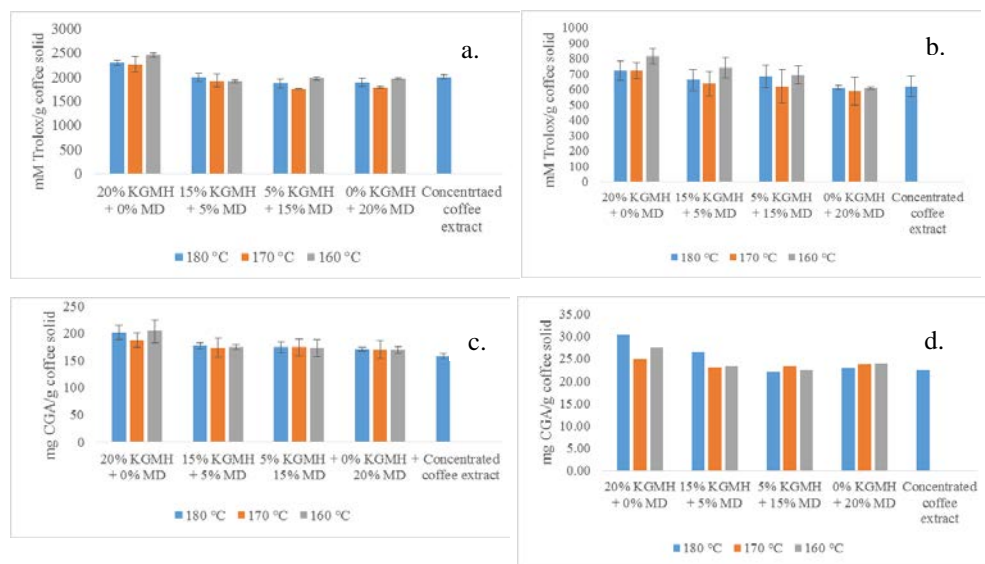 a.
mM Trolox/g coffee solid
3000
2500
2000
1500
1000
500
0
20% KGMH 15% KGMH 5% KGMH 0% KGMH Concentrtaed
+ 0% MD + 5% MD + 15% MD + 20% MD coffee
extract
180 °C 170 °C 160 °C
b.
mM Trolox/g coffee solid
1000
900
800
700
600
500
400
300
200
100
0
20% KGMH 15% KGMH 5% KGMH 0% KGMH Concentrated
+ 0% MD + 5% MD + 15% MD + 20% MD coffee
extract
180 °C 170 °C 160 °C
c.
mg CGA/g coffee solid
250
200
150
100
50
0
20% KGMH 15% KGMH 5% KGMH + 0% KGMH + Concentrated
+ 0% MD + 5% MD 15% MD 20% MD coffee extract
180 °C 170 °C 160 °C
d.
mg CGA/g coffee solid
35.00
30.00
25.00
20.00
15.00
10.00
5.00
0.00
20% KGMH 15% KGMH 5% KGMH 0% KGMH Concentrated
+ 0% MD + 5% MD + 15% MD + 20% MD coffee
extract
180 °C 170 °C 160 °C